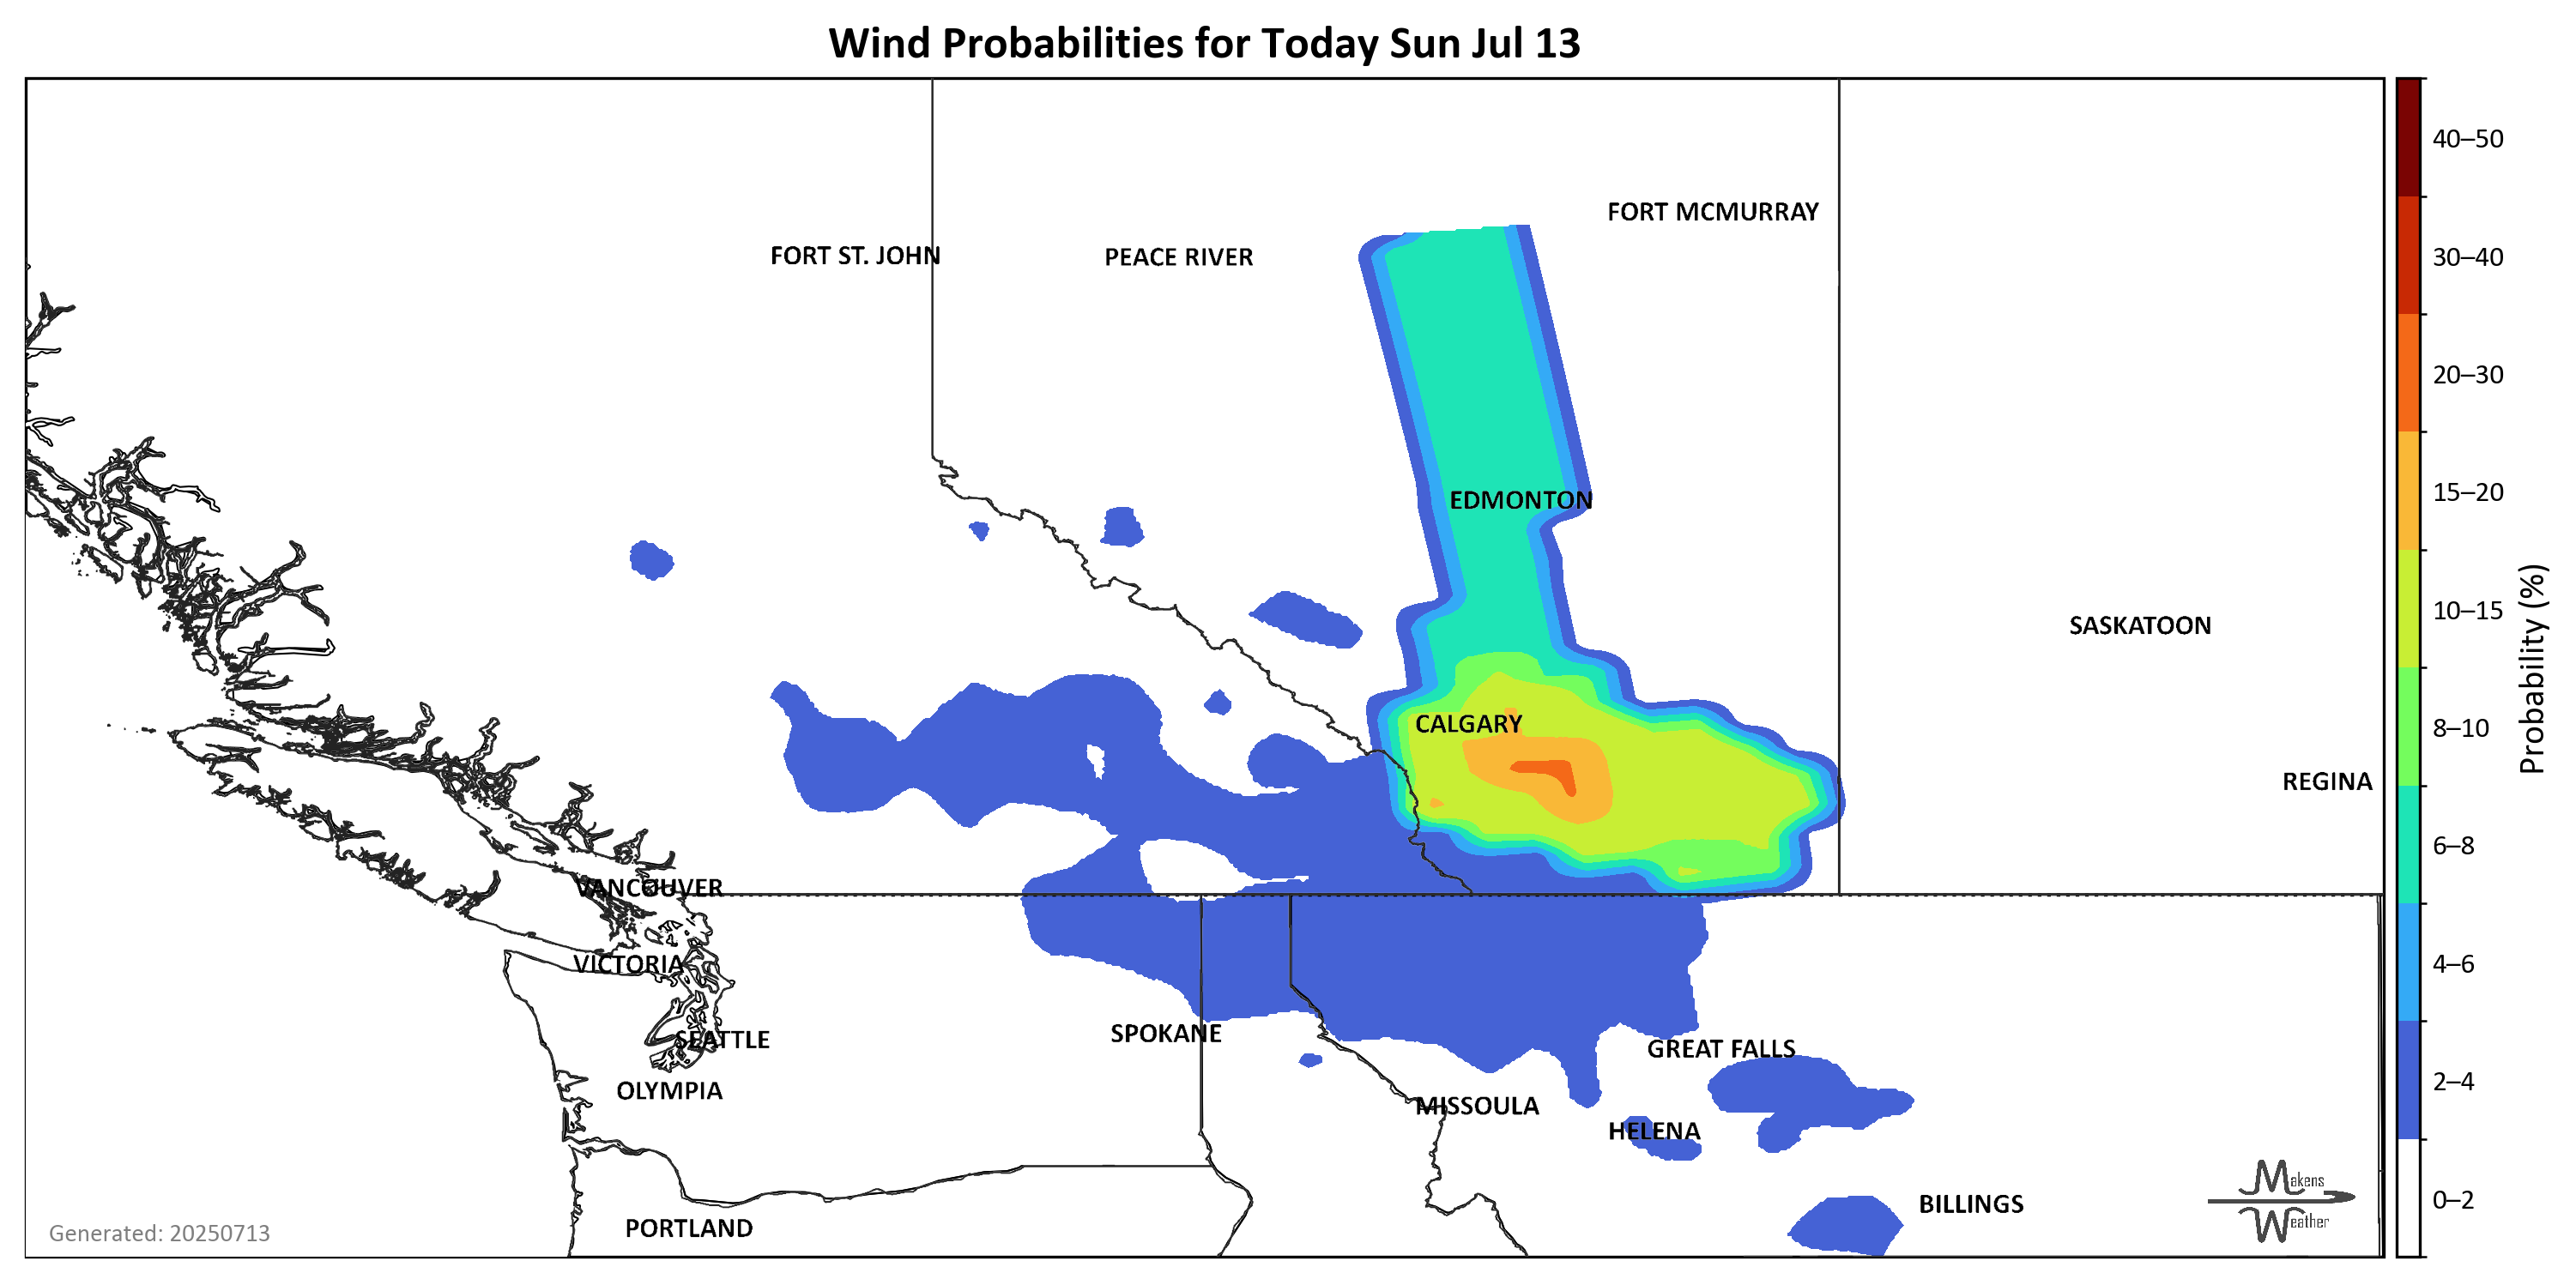 Wind Probabilities for Today Sun Jul 13
40–50
FORT MCMURRAY
FORT ST. JOHN
PEACE RIVER
30–40
20–30
15–20
EDMONTON
10–15
SASKATOON
CALGARY
8–10
Probability (%)
REGINA
6–8
VANCOUVER
VICTORIA
4–6
SPOKANE
SEATTLE
GREAT FALLS
2–4
OLYMPIA
MISSOULA
HELENA
Makens
Weather
BILLINGS
0–2
PORTLAND
Generated: 20250713